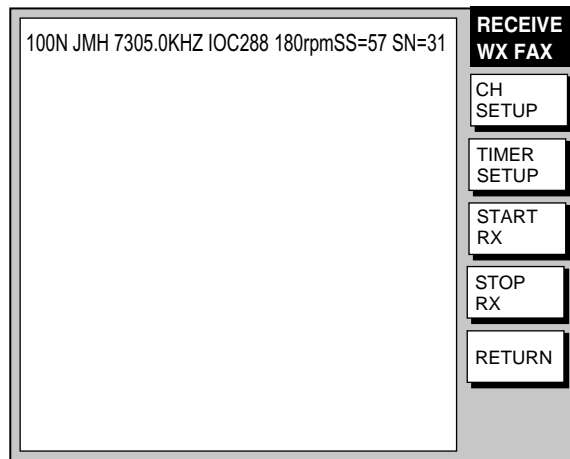 100N JMH 7305.0KHZ IOC288 180rpmSS=57 SN=31
RECEIVE
WX FAX
CH
SETUP
TIMER
SETUP
START
RX
STOP
RX
RETURN